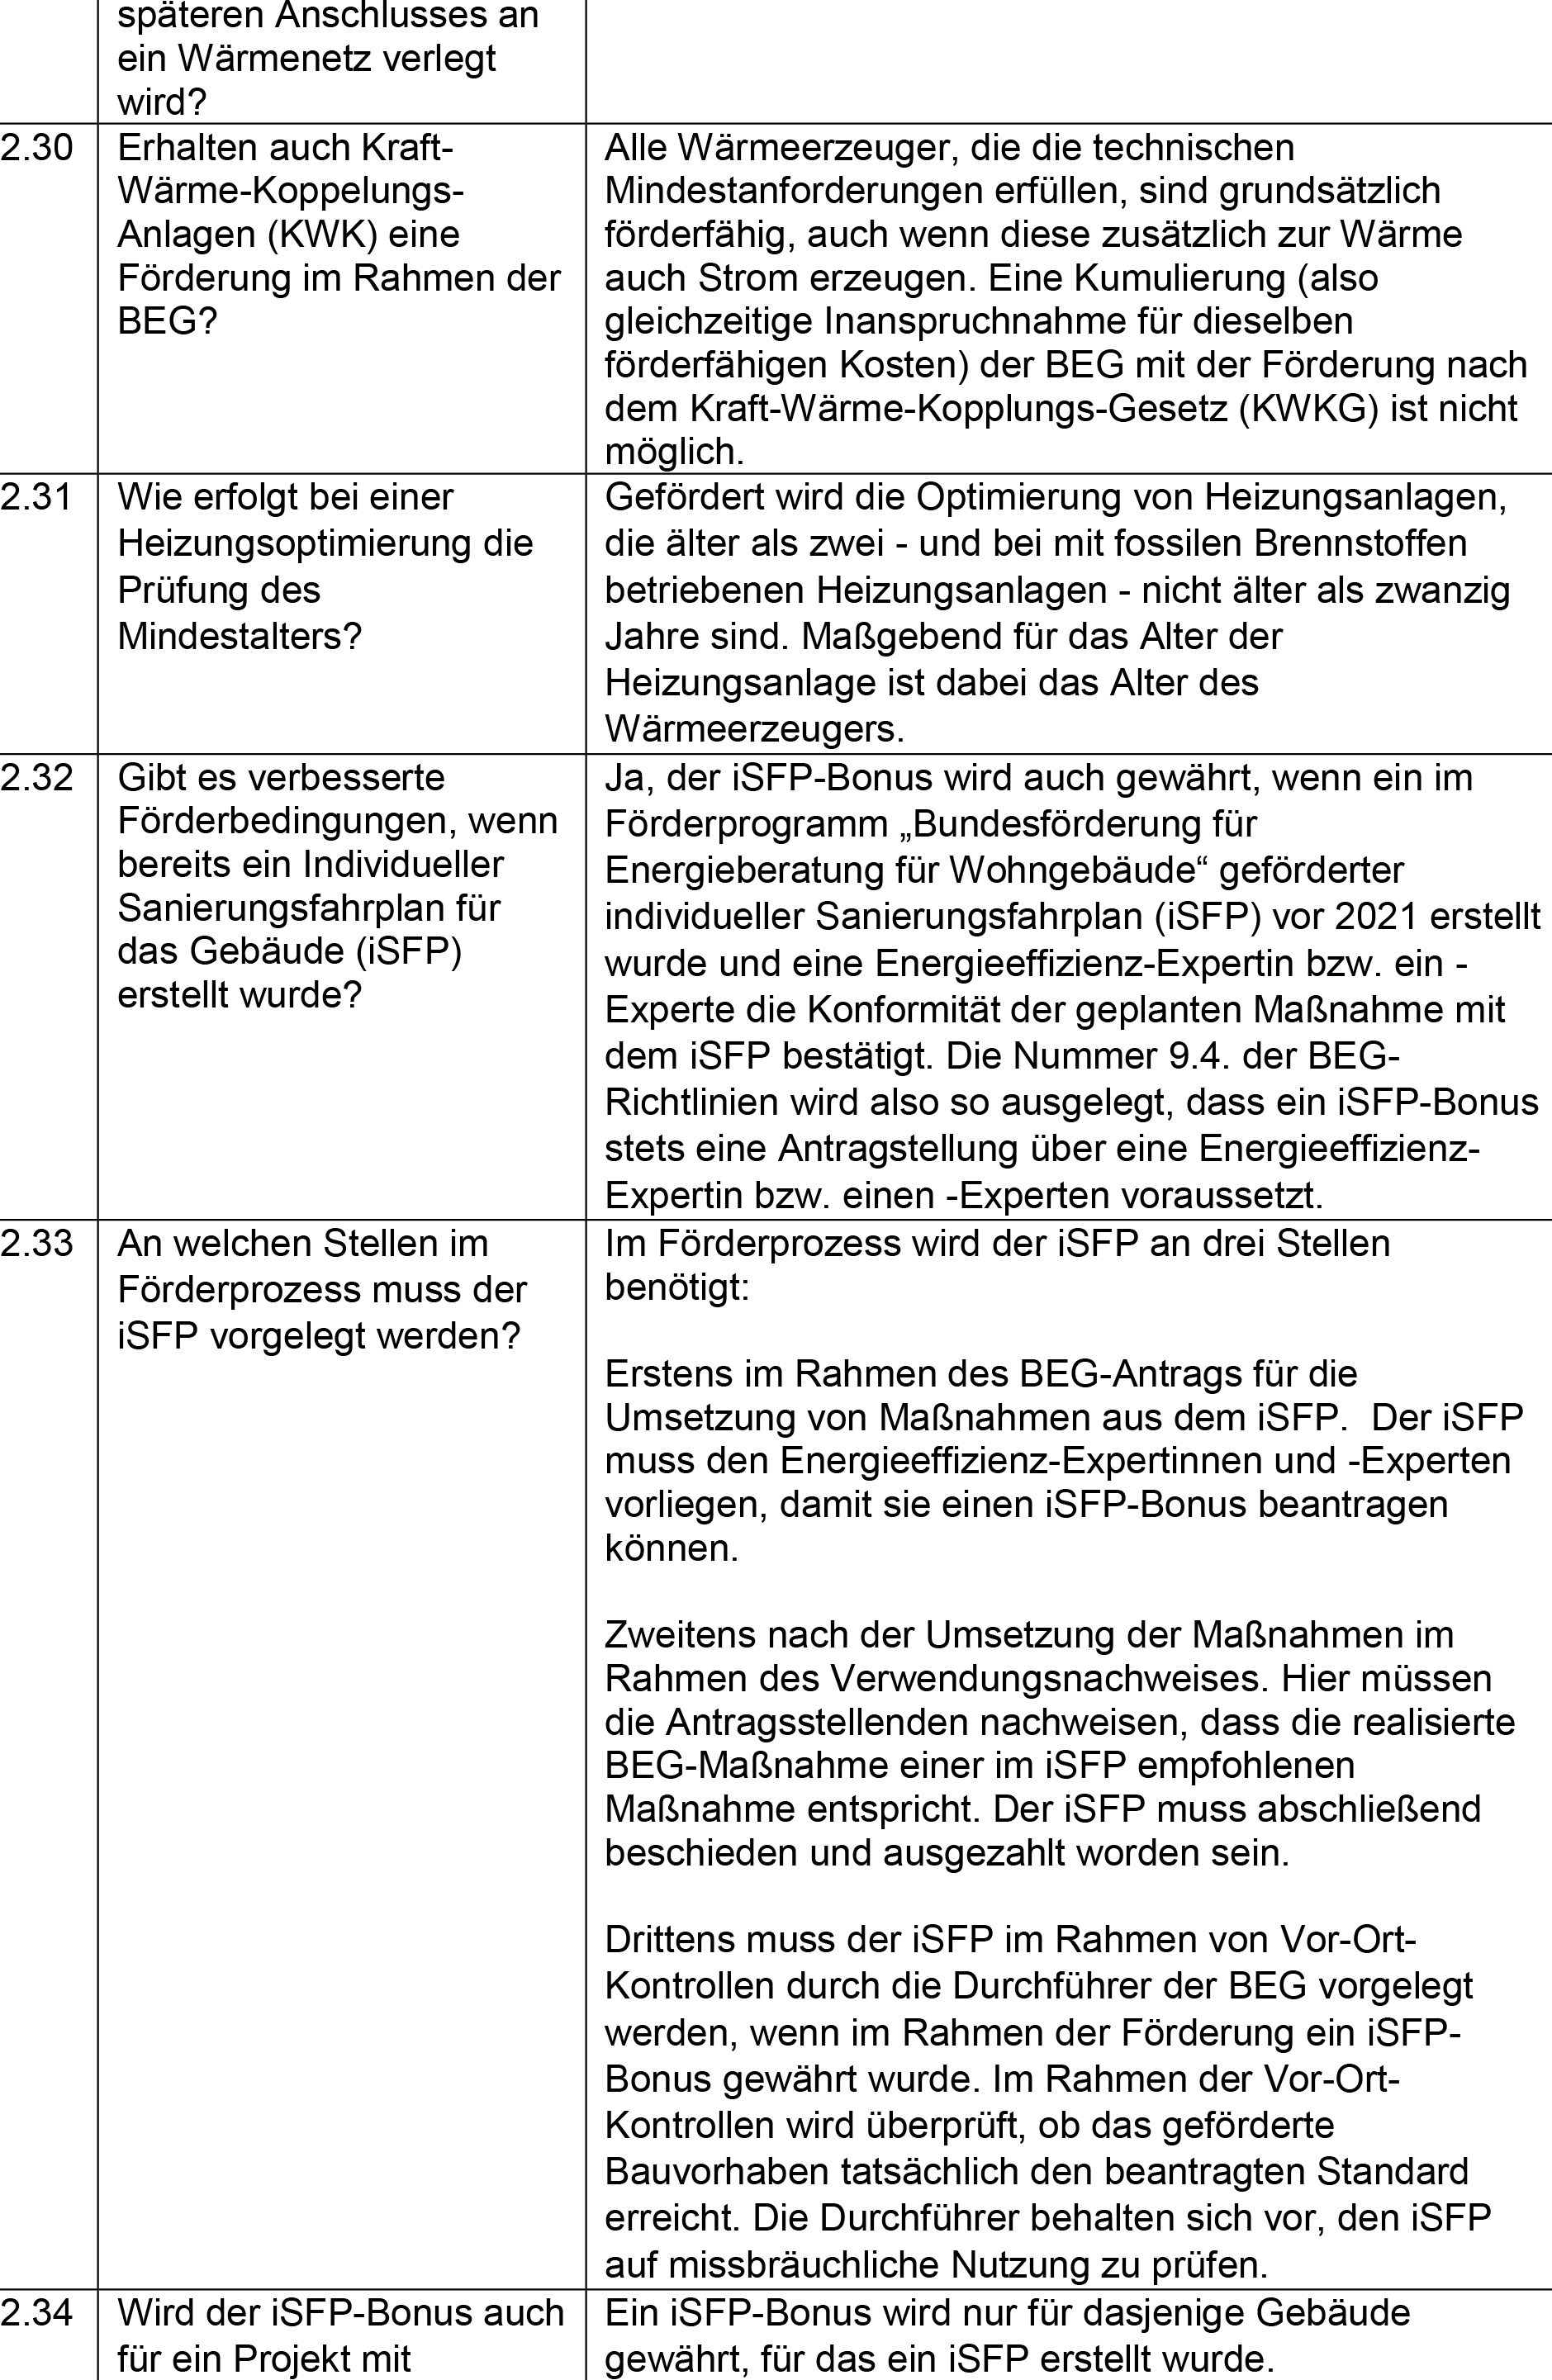 späteren Anschlusses an
ein Wärmenetz verlegt
wird?
2.30
Erhalten auch Kraft-
Wärme-Koppelungs-
Anlagen (KWK) eine
Förderung im Rahmen der
BEG?
Alle Wärmeerzeuger, die die technischen
Mindestanforderungen erfüllen, sind grundsätzlich
förderfähig, auch wenn diese zusätzlich zur Wärme
auch Strom erzeugen. Eine Kumulierung (also
gleichzeitige Inanspruchnahme für dieselben
förderfähigen Kosten) der BEG mit der Förderung nach
dem Kraft-Wärme-Kopplungs-Gesetz (KWKG) ist nicht
möglich.
2.31
Wie erfolgt bei einer
Heizungsoptimierung die
Prüfung des
Mindestalters?
Gefördert wird die Optimierung von Heizungsanlagen,
die älter als zwei - und bei mit fossilen Brennstoffen
betriebenen Heizungsanlagen - nicht älter als zwanzig
Jahre sind. Maßgebend für das Alter der
Heizungsanlage ist dabei das Alter des
Wärmeerzeugers.
2.32
Gibt es verbesserte
Förderbedingungen, wenn
bereits ein Individueller
Sanierungsfahrplan für
das Gebäude (iSFP)
erstellt wurde?
Ja, der iSFP-Bonus wird auch gewährt, wenn ein im
Förderprogramm „Bundesförderung für
Energieberatung für Wohngebäude“ geförderter
individueller Sanierungsfahrplan (iSFP) vor 2021 erstellt
wurde und eine Energieeffizienz-Expertin bzw. ein -
Experte die Konformität der geplanten Maßnahme mit
dem iSFP bestätigt. Die Nummer 9.4. der BEG-
Richtlinien wird also so ausgelegt, dass ein iSFP-Bonus
stets eine Antragstellung über eine Energieeffizienz-
Expertin bzw. einen -Experten voraussetzt.
2.33
An welchen Stellen im
Förderprozess muss der
iSFP vorgelegt werden?
Im Förderprozess wird der iSFP an drei Stellen
benötigt:
Erstens im Rahmen des BEG-Antrags für die
Umsetzung von Maßnahmen aus dem iSFP.  Der iSFP
muss den Energieeffizienz-Expertinnen und -Experten
vorliegen, damit sie einen iSFP-Bonus beantragen
können.
Zweitens nach der Umsetzung der Maßnahmen im
Rahmen des Verwendungsnachweises. Hier müssen
die Antragsstellenden nachweisen, dass die realisierte
BEG-Maßnahme einer im iSFP empfohlenen
Maßnahme entspricht. Der iSFP muss abschließend
beschieden und ausgezahlt worden sein.
Drittens muss der iSFP im Rahmen von Vor-Ort-
Kontrollen durch die Durchführer der BEG vorgelegt
werden, wenn im Rahmen der Förderung ein iSFP-
Bonus gewährt wurde. Im Rahmen der Vor-Ort-
Kontrollen wird überprüft, ob das geförderte
Bauvorhaben tatsächlich den beantragten Standard
erreicht. Die Durchführer behalten sich vor, den iSFP
auf missbräuchliche Nutzung zu prüfen.
2.34
Wird der iSFP-Bonus auch
für ein Projekt mit
Ein iSFP-Bonus wird nur für dasjenige Gebäude
gewährt, für das ein iSFP erstellt wurde.